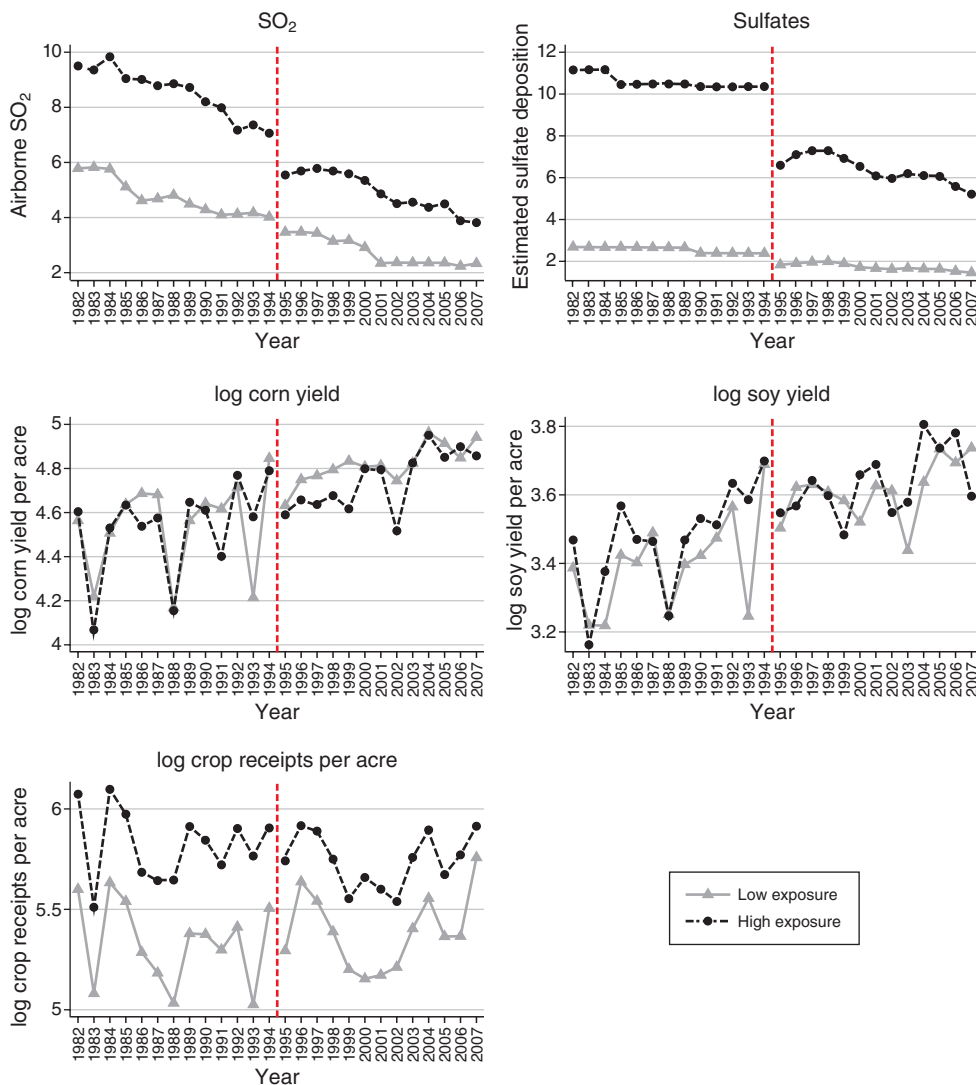 SO₂
Airborne SO₂
10
8
6
4
2
1982 1983 1984 1985 1986 1987 1988 1989 1990 1991 1992 1993 1994 1995 1996 1997 1998 1999 2000 2001 2002 2003 2004 2005 2006 2007
Year
Sulfates
Estimated sulfate deposition
12
10
8
6
4
2
1982 1983 1984 1985 1986 1987 1988 1989 1990 1991 1992 1993 1994 1995 1996 1997 1998 1999 2000 2001 2002 2003 2004 2005 2006 2007
Year
log corn yield
log corn yield per acre
5
4.8
4.6
4.4
4.2
4
1982 1983 1984 1985 1986 1987 1988 1989 1990 1991 1992 1993 1994 1995 1996 1997 1998 1999 2000 2001 2002 2003 2004 2005 2006 2007
Year
log soy yield
log soy yield per acre
3.8
3.6
3.4
3.2
1982 1983 1984 1985 1986 1987 1988 1989 1990 1991 1992 1993 1994 1995 1996 1997 1998 1999 2000 2001 2002 2003 2004 2005 2006 2007
Year
log crop receipts per acre
log crop receipts per acre
6
5.5
5
1982 1983 1984 1985 1986 1987 1988 1989 1990 1991 1992 1993 1994 1995 1996 1997 1998 1999 2000 2001 2002 2003 2004 2005 2006 2007
Year
Low exposure
High exposure